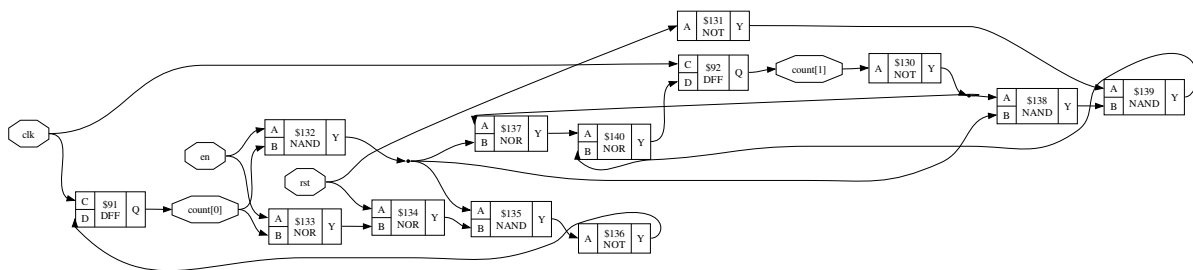 A $131 NOT Y
C D $92 DFF Q
count[1]
A $130 NOT Y
A B $138 NAND Y
A B $139 NAND Y
clk
en
A B $132 NAND Y
A B $137 NOR Y
A B $140 NOR Y
rst
C D $91 DFF Q
count[0]
A B $133 NOR Y
A B $134 NOR Y
A B $135 NAND Y
A $136 NOT Y